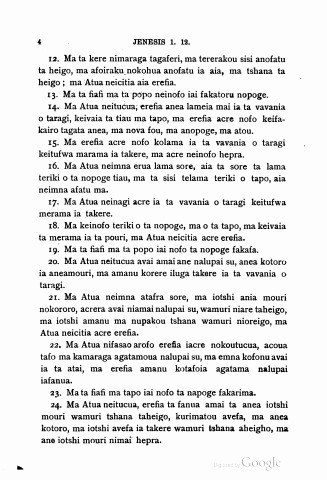 4 JENESIS 1. 12.
12. Ma ta kere nimaraga tagaferi, ma tererakou sisi anofatu
ta heigo, ma afoiraku nokohua anofatu ia aia, ma tshana ta
heigo ; ma Atua neicitia aia erefia.
13. Ma ta fiafi ma ta popo neinofo iai fakatoru nopoge.
14. Ma Atua neitucua, erefia anea lameia mai ia ta vavania
o taragi, keivaia ta tiau ma tapo, ma erefia acre nofo keifa-
kairo tagata anea, ma nova fou, ma anopoge, ma atou.
15. Ma erefia acre nofo kolama ia ta vavania o taragi
keitufwa marama ia takere, ma acre neinofo hepra.
16. Ma Atua neimna erua lama sore, aia ta sore ta lama
teriki o ta nopoge tiau, ma ta sisi telama teriki o tapo, aia
neimna afatu ma.
17. Ma Atua neinagi acre ia ta vavania o taragi keitufwa
merama ia takere.
18. Ma keinofo teriki o ta nopoge, ma o ta tapo, ma keivaia
ta merama ia ta pouri, ma Atua neicitia acre erefia.
19. Ma ta fiafi ma ta popo iai nofo ta nopoge fakafa.
20. Ma Atua neitucua avai amai ane nalupai su, anea kotoro
ia aneamouri, ma amanu korere iluga takere ia ta vavania o
taragi.
21. Ma Atua neimna atafra sore, ma iotshi ania mouri
nokororo, acrera avai niamai nalupai su, wamuri niare taheigo,
ma iotshi amanu ma nupakou tshana wamuri nioreigo, ma
Atua neicitia acre erefia.
22. Ma Atua nifasao arofo erefia iacre nokoutucua, acoua
tafo ma kamaraga agatamoua nalupai su, ma emna kofonu avai
ia ta atai, ma erefia amanu kotafoia agatama nalupai
iafanua.
23. Ma ta fiafi ma tapo iai nofo ta napoge fakarima.
24. Ma Atua neitucua, erefia ta fanua amai ta anea iotshi
mouri wamuri tshana taheigo, kurimatou avefa, ma anea
kotoro, ma iotshi avefa ia takere wamuri tshana aheigho, ma
ane iotshi mouri nimai hepra.
Digitized by Google